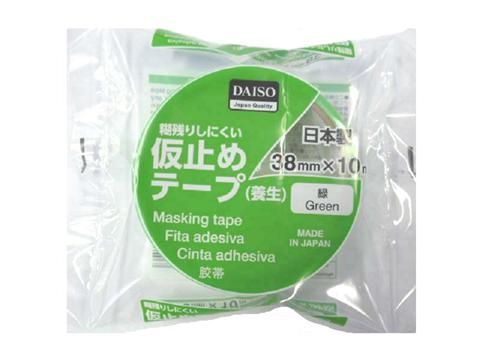 DAISO
Japan Quality
糊残りしにくい
仮止め
テープ(養生)
日本製
38mm×10m
緑
Green
Masking tape
Fita adesiva
Cinta adhesiva
胶带
MADE
IN JAPAN